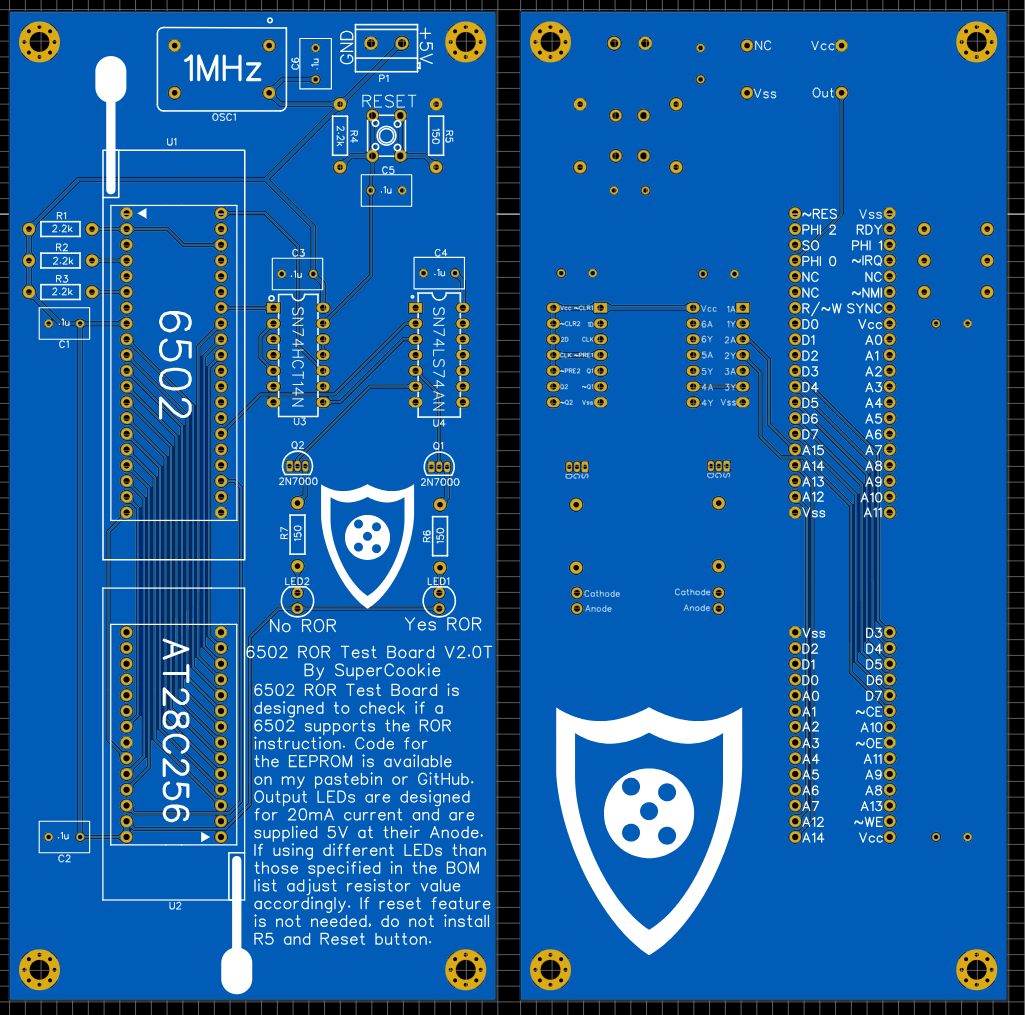 1MHz
OSC1
C6
.1u
GND
+5V
P1
RESET
R4
2.2k
R5
150
C5
.1u
U1
R1
2.2k
R2
2.2k
R3
2.2k
C1
.1u
6502
C3
.1u
SN74HCT14N
U3
C4
.1u
SN74LS74AN
U4
Q2
2N7000
Q1
2N7000
R7
150
R6
150
LED2
LED1
No ROR
Yes ROR
AT28C256
C2
.1u
U2
6502 ROR Test Board V2.0T
By SuperCookie
6502 ROR Test Board is
designed to check if a
6502 supports the ROR
instruction. Code for
the EEPROM is available
on my pastebin or GitHub.
Output LEDs are designed
for 20mA current and are
supplied 5V at their Anode.
If using different LEDs than
those specified in the BOM
list adjust resistor value
accordingly. If reset feature
is not needed, do not install
R5 and Reset button.
NC Vcc
Vss Out
~RES Vss
PHI 2 RDY
SO PHI 1
PHI 0 ~IRQ
NC NC
NC ~NMI
R/~W SYNC
D0 Vcc
D1 A0
D2 A1
D3 A2
D4 A3
D5 A4
D6 A5
D7 A6
A15 A7
A14 A8
A13 A9
A12 A10
Vss A11
Vcc ~CLR1
~CLR2 1D
2D CLK
CLK ~PRE1
~PRE2 Q1
Q2 ~Q1
~Q2 Vss
Vcc 1A
6A 1Y
6Y 2A
5A 2Y
5Y 3A
4A 3Y
4Y Vss
D G S
D G S
Cathode
Anode
Cathode
Anode
Vss D3
D2 D4
D1 D5
D0 D6
A0 D7
A1 ~CE
A2 A10
A3 ~OE
A4 A11
A5 A9
A6 A8
A7 A13
A12 ~WE
A14 Vcc